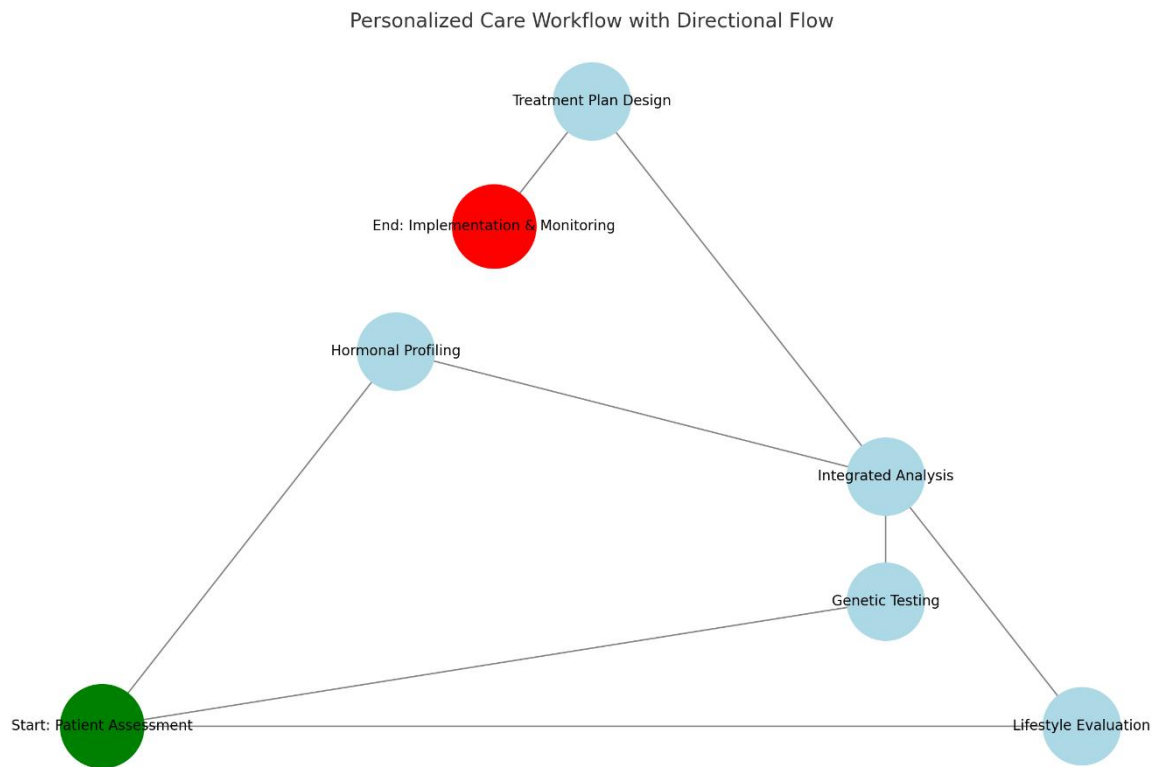 Personalized Care Workflow with Directional Flow
Treatment Plan Design
End: Implementation & Monitoring
Hormonal Profiling
Integrated Analysis
Genetic Testing
Start: Patient Assessment
Lifestyle Evaluation